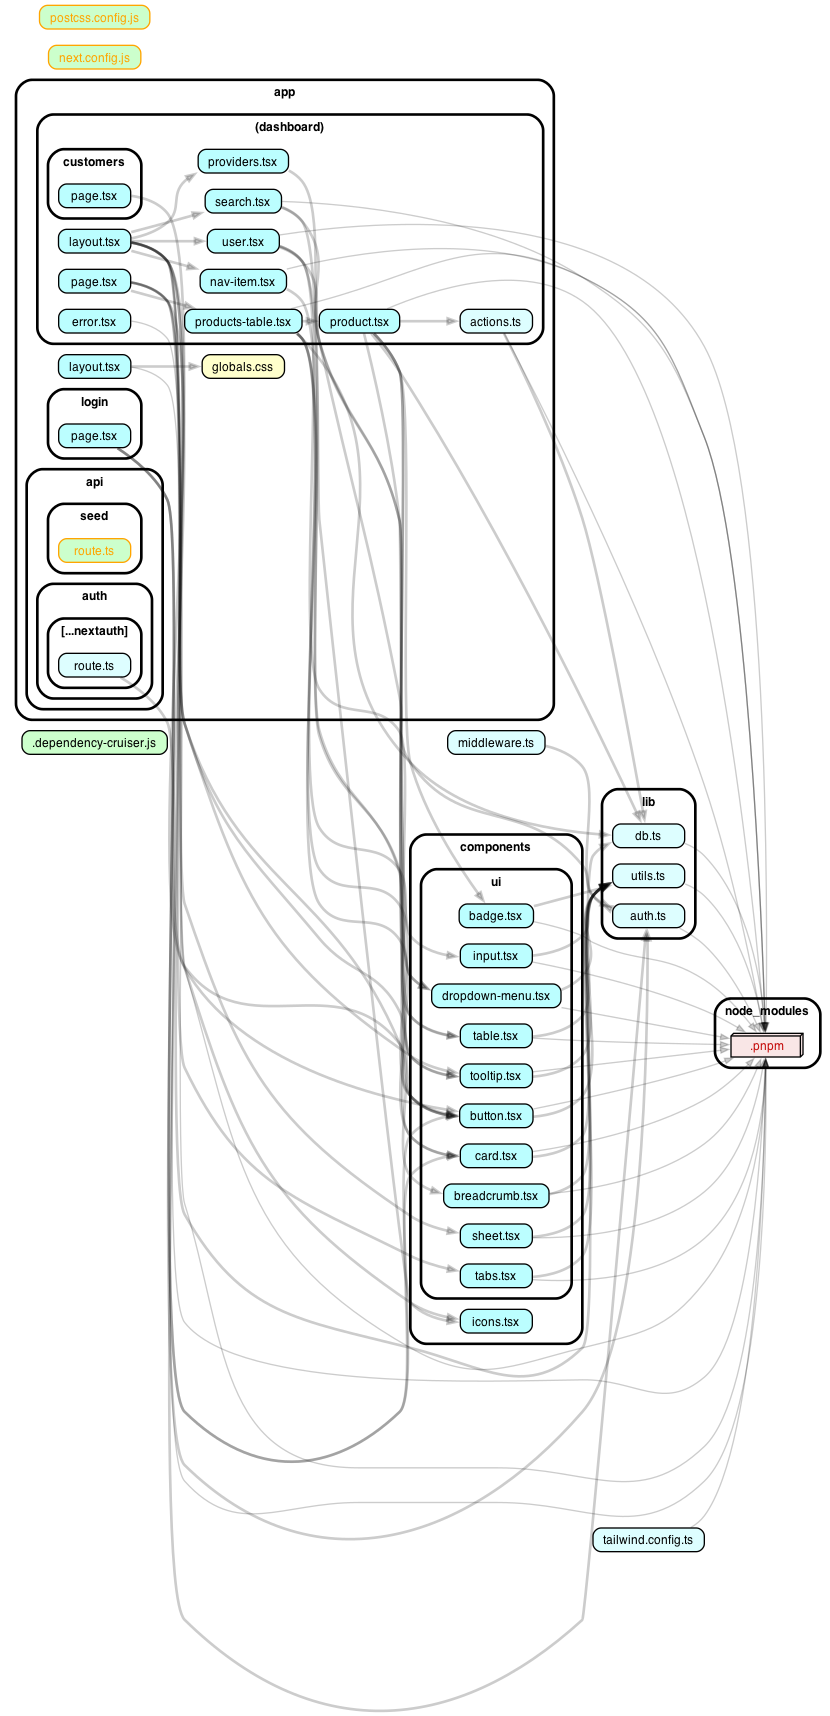 postcss.config.js
next.config.js
app
(dashboard)
customers
page.tsx
providers.tsx
search.tsx
layout.tsx
user.tsx
page.tsx
nav-item.tsx
error.tsx
products-table.tsx
product.tsx
actions.ts
layout.tsx
globals.css
login
page.tsx
api
seed
route.ts
auth
[...nextauth]
route.ts
.dependency-cruiser.js
middleware.ts
lib
db.ts
utils.ts
auth.ts
components
ui
badge.tsx
input.tsx
dropdown-menu.tsx
table.tsx
tooltip.tsx
button.tsx
card.tsx
breadcrumb.tsx
sheet.tsx
tabs.tsx
icons.tsx
node_modules
.pnpm
tailwind.config.ts